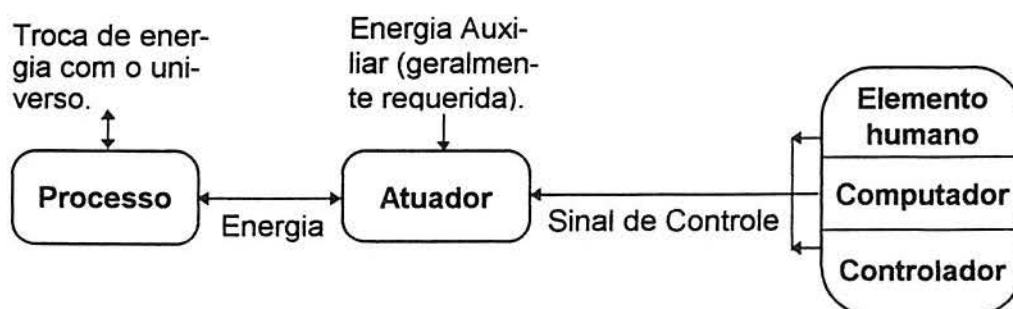 Troca de ener-
gia com o uni-
verso.
Energia Auxi-
liar (geralmen-
te requerida).
Processo
Energia
Atuador
Sinal de Controle
Elemento
humano
Computador
Controlador